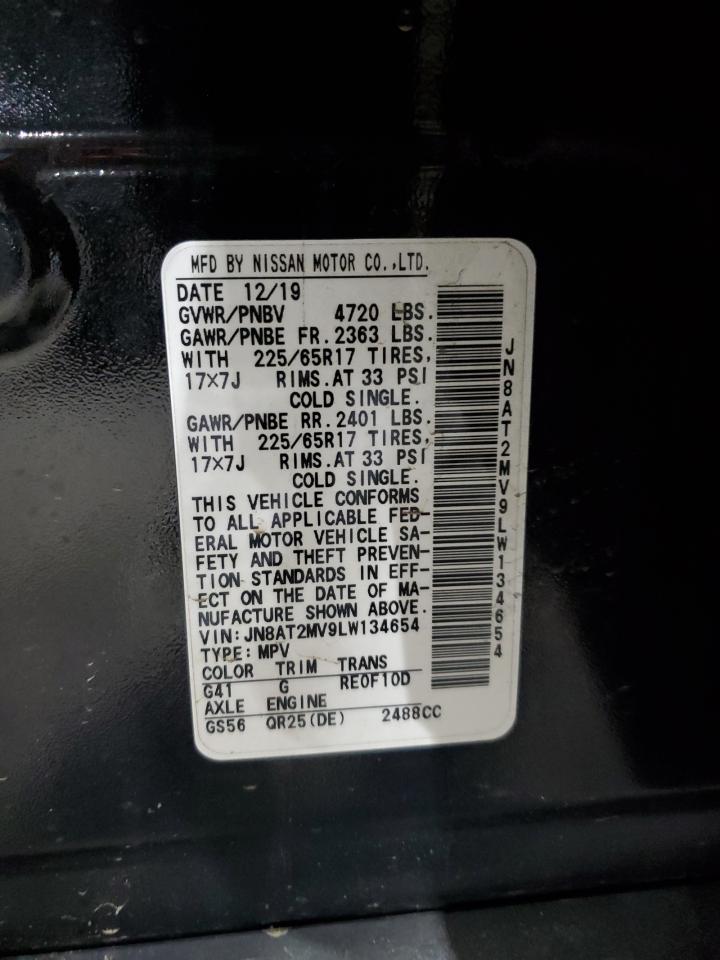 MFD BY NISSAN MOTOR CO.,LTD.
DATE 12/19
GVWR/PNBV 4720 LBS.
GAWR/PNBE FR.2363 LBS.
WITH 225/65R17 TIRES,
17X7J RIMS.AT 33 PSI
COLD SINGLE.
GAWR/PNBE RR.2401 LBS.
WITH 225/65R17 TIRES,
17X7J RIMS.AT 33 PSI
COLD SINGLE.
THIS VEHICLE CONFORMS
TO ALL APPLICABLE FED-
ERAL MOTOR VEHICLE SA-
FETY AND THEFT PREVEN-
TION STANDARDS IN EFF-
ECT ON THE DATE OF MA-
NUFACTURE SHOWN ABOVE.
VIN:JN8AT2MV9LW134654
TYPE:MPV
COLOR TRIM TRANS
G41 G RE0F10D
AXLE ENGINE
GS56 QR25(DE) 2488CC
JN8AT2MV9LW134654